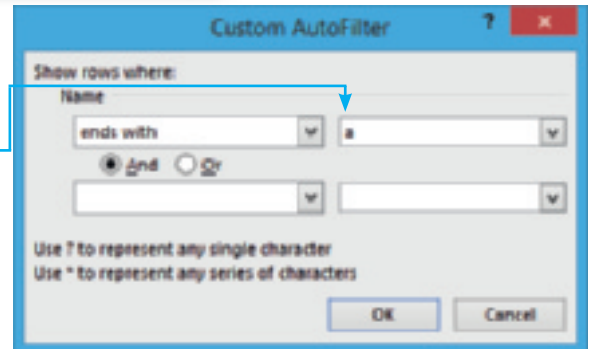 Custom AutoFilter ? ×
Show rows where:
Name
ends with a
And Or
Use ? to represent any single character
Use * to represent any series of characters
OK Cancel